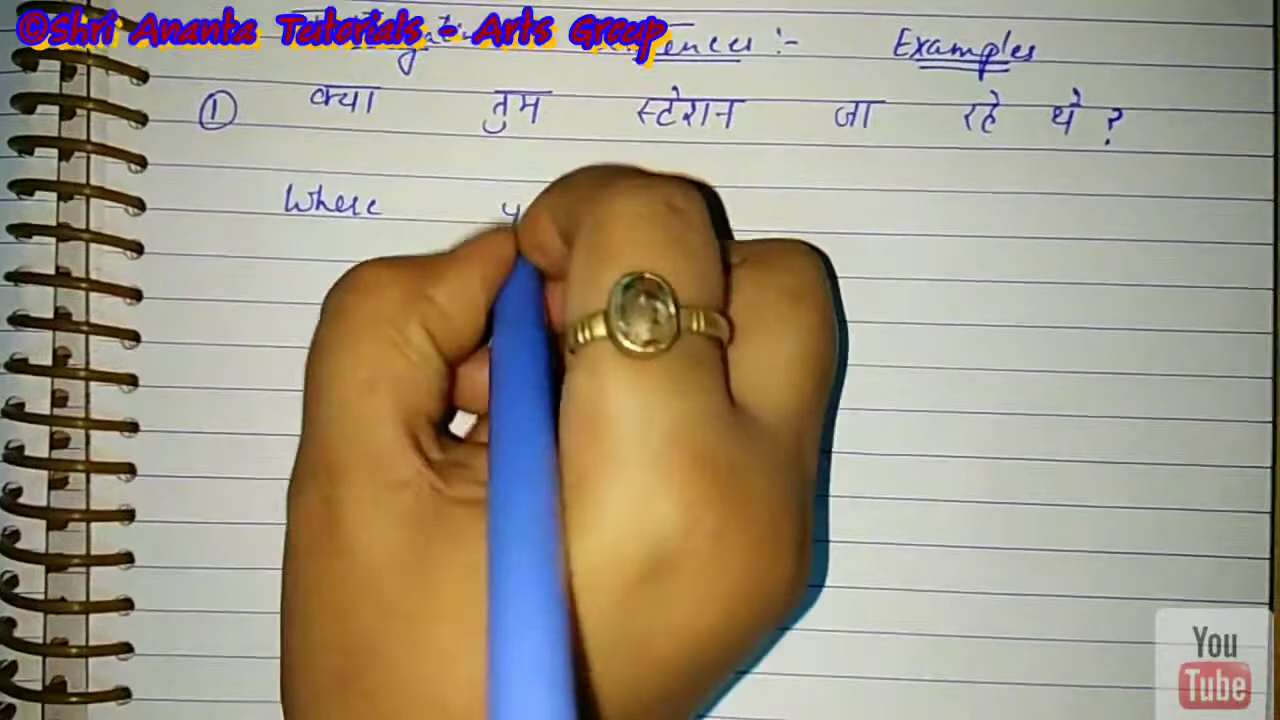 ©Shri Ananta Tutorials - Arts Group
:- Examples
① क्या तुम स्टेशन जा रहे थे ?
Where y
You
Tube